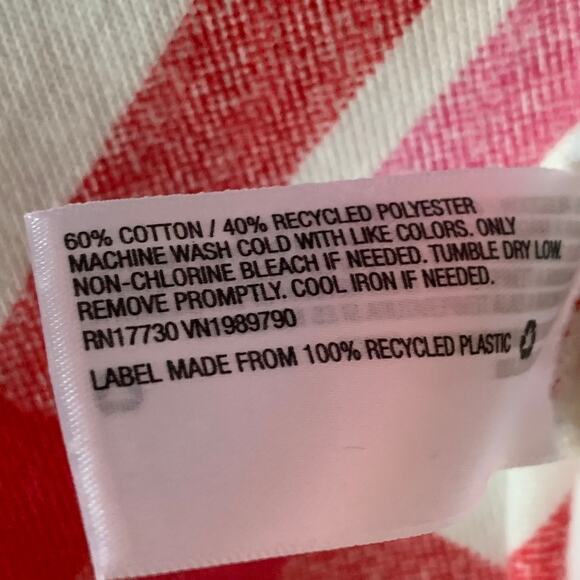 60% COTTON / 40% RECYCLED POLYESTER
MACHINE WASH COLD WITH LIKE COLORS. ONLY
NON-CHLORINE BLEACH IF NEEDED. TUMBLE DRY LOW.
REMOVE PROMPTLY. COOL IRON IF NEEDED.
RN17730 VN1989790
LABEL MADE FROM 100% RECYCLED PLASTIC